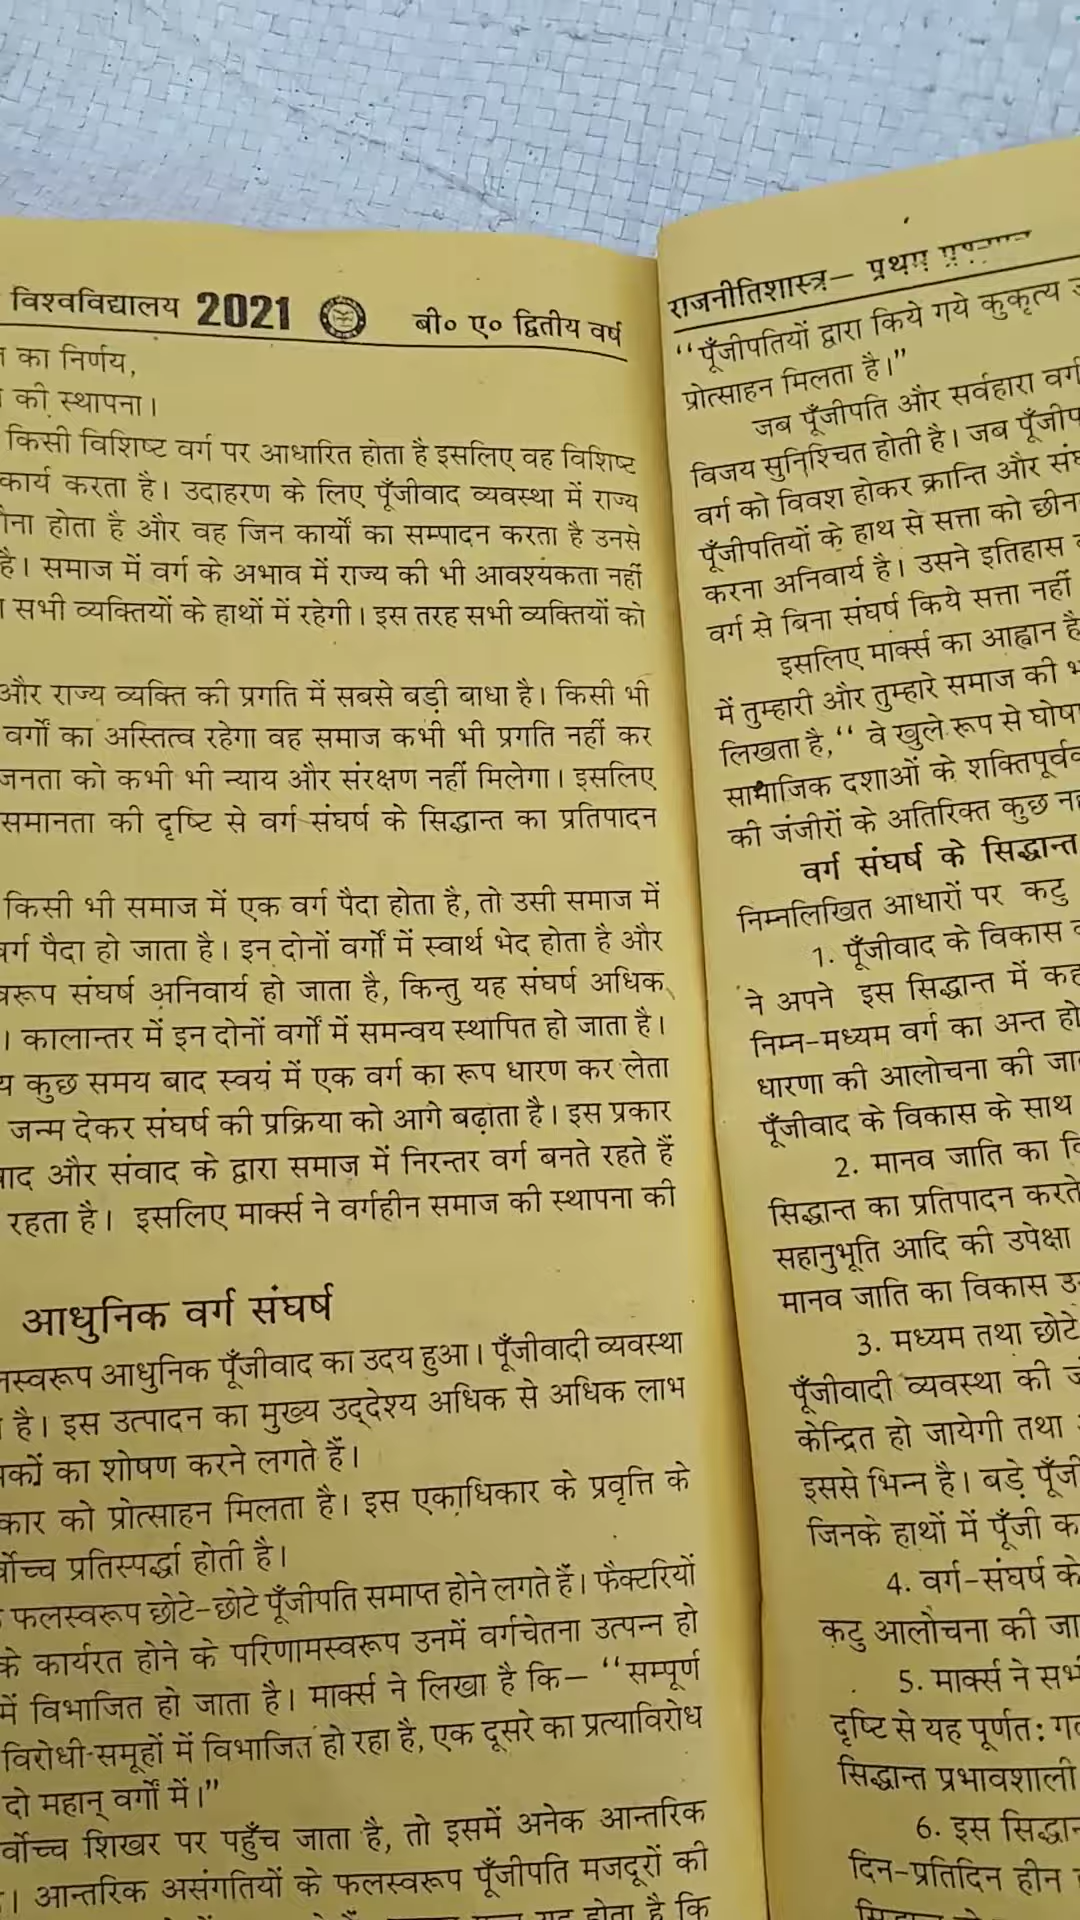 विश्वविद्यालय 2021 बी० ए० द्वितीय वर्ष
का निर्णय,
की स्थापना।
किसी विशिष्ट वर्ग पर आधारित होता है इसलिए वह विशिष्ट
कार्य करता है। उदाहरण के लिए पूँजीवाद व्यवस्था में राज्य
होता है और वह जिन कार्यों का सम्पादन करता है उनसे
है। समाज में वर्ग के अभाव में राज्य की भी आवश्यकता नहीं
सभी व्यक्तियों के हाथों में रहेगी। इस तरह सभी व्यक्तियों को
और राज्य व्यक्ति की प्रगति में सबसे बड़ी बाधा है। किसी भी
वर्गों का अस्तित्व रहेगा वह समाज कभी भी प्रगति नहीं कर
जनता को कभी भी न्याय और संरक्षण नहीं मिलेगा। इसलिए
समानता की दृष्टि से वर्ग संघर्ष के सिद्धान्त का प्रतिपादन
किसी भी समाज में एक वर्ग पैदा होता है, तो उसी समाज में
वर्ग पैदा हो जाता है। इन दोनों वर्गों में स्वार्थ भेद होता है और
संघर्ष अनिवार्य हो जाता है, किन्तु यह संघर्ष अधिक
। कालान्तर में इन दोनों वर्गों में समन्वय स्थापित हो जाता है।
कुछ समय बाद स्वयं में एक वर्ग का रूप धारण कर लेता
जन्म देकर संघर्ष की प्रक्रिया को आगे बढ़ाता है। इस प्रकार
और संवाद के द्वारा समाज में निरन्तर वर्ग बनते रहते हैं
रहता है। इसलिए मार्क्स ने वर्गहीन समाज की स्थापना की
आधुनिक वर्ग संघर्ष
आधुनिक पूँजीवाद का उदय हुआ। पूँजीवादी व्यवस्था
है। इस उत्पादन का मुख्य उद्देश्य अधिक से अधिक लाभ
का शोषण करने लगते हैं।
को प्रोत्साहन मिलता है। इस एकाधिकार के प्रवृत्ति के
प्रतिस्पर्द्धा होती है।
फलस्वरूप छोटे-छोटे पूँजीपति समाप्त होने लगते हैं। फैक्टरियों
के कार्यरत होने के परिणामस्वरूप उनमें वर्गचेतना उत्पन्न हो
में विभाजित हो जाता है। मार्क्स ने लिखा है कि— “सम्पूर्ण
विरोधी-समूहों में विभाजित हो रहा है, एक दूसरे का प्रत्याविरोध
दो महान् वर्गों में।”
शिखर पर पहुँच जाता है, तो इसमें अनेक आन्तरिक
। आन्तरिक असंगतियों के फलस्वरूप पूँजीपति मजदूरों की
यह होता है कि
राजनीतिशास्त्र— प्रथम
“पूँजीपतियों द्वारा किये गये कुकृत्य
प्रोत्साहन मिलता है।”
जब पूँजीपति और सर्वहारा वर्ग
विजय सुनिश्चित होती है। जब
वर्ग को विवश होकर क्रान्ति और
पूँजीपतियों के हाथ से सत्ता को
करना अनिवार्य है। उसने इतिहास
वर्ग से बिना संघर्ष किये सत्ता नहीं
इसलिए मार्क्स का आह्वान है
में तुम्हारी और तुम्हारे समाज की
लिखता है,“ वे खुले रूप से
सामाजिक दशाओं के
की जंजीरों के अतिरिक्त कुछ
वर्ग संघर्ष के सिद्धान्त
निम्नलिखित आधारों पर कटु
1. पूँजीवाद के विकास
ने अपने इस सिद्धान्त में
निम्न-मध्यम वर्ग का अन्त हो
धारणा की आलोचना की
पूँजीवाद के विकास के साथ
2. मानव जाति का
सिद्धान्त का प्रतिपादन करते
सहानुभूति आदि की उपेक्षा
मानव जाति का विकास
3. मध्यम तथा छोटे
पूँजीवादी व्यवस्था की
केन्द्रित हो जायेगी तथा
इससे भिन्न है। बड़े
जिनके हाथों में पूँजी
4. वर्ग-संघर्ष के
कटु आलोचना की
5. मार्क्स ने
दृष्टि से यह पूर्णत:
सिद्धान्त प्रभावशाली
6. इस
दिन-प्रतिदिन हीन